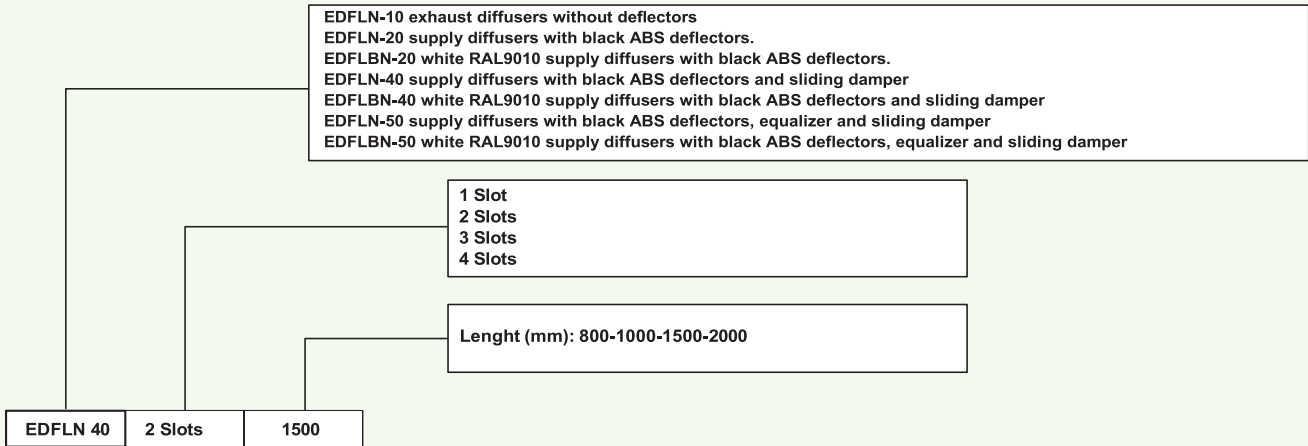 EDFLN-10 exhaust diffusers without deflectors
EDFLN-20 supply diffusers with black ABS deflectors.
EDFLBN-20 white RAL9010 supply diffusers with black ABS deflectors.
EDFLN-40 supply diffusers with black ABS deflectors and sliding damper
EDFLBN-40 white RAL9010 supply diffusers with black ABS deflectors and sliding damper
EDFLN-50 supply diffusers with black ABS deflectors, equalizer and sliding damper
EDFLBN-50 white RAL9010 supply diffusers with black ABS deflectors, equalizer and sliding damper
1 Slot
2 Slots
3 Slots
4 Slots
Lenght (mm): 800-1000-1500-2000
EDFLN 40 2 Slots 1500